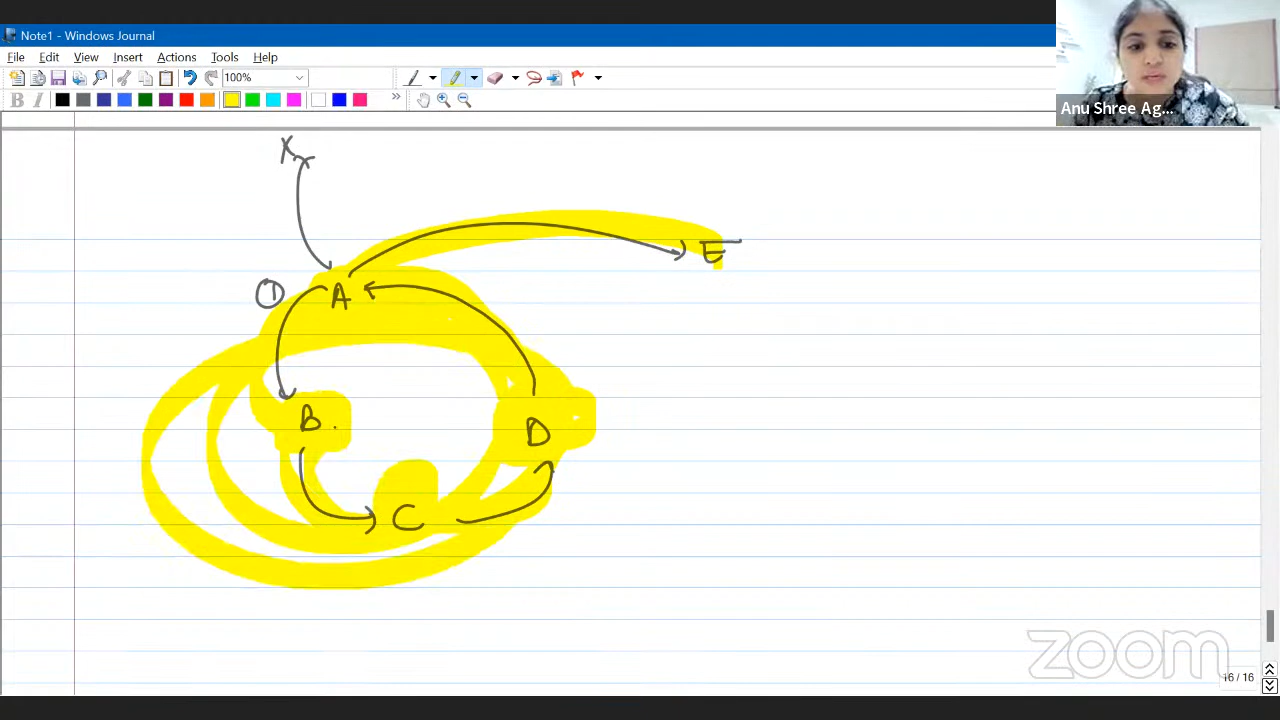 Note1 - Windows Journal
File Edit View Insert Actions Tools Help
100%
B I
Anu Shree Ag...
X
A
E
①
B.
D
C
zoom
16 / 16